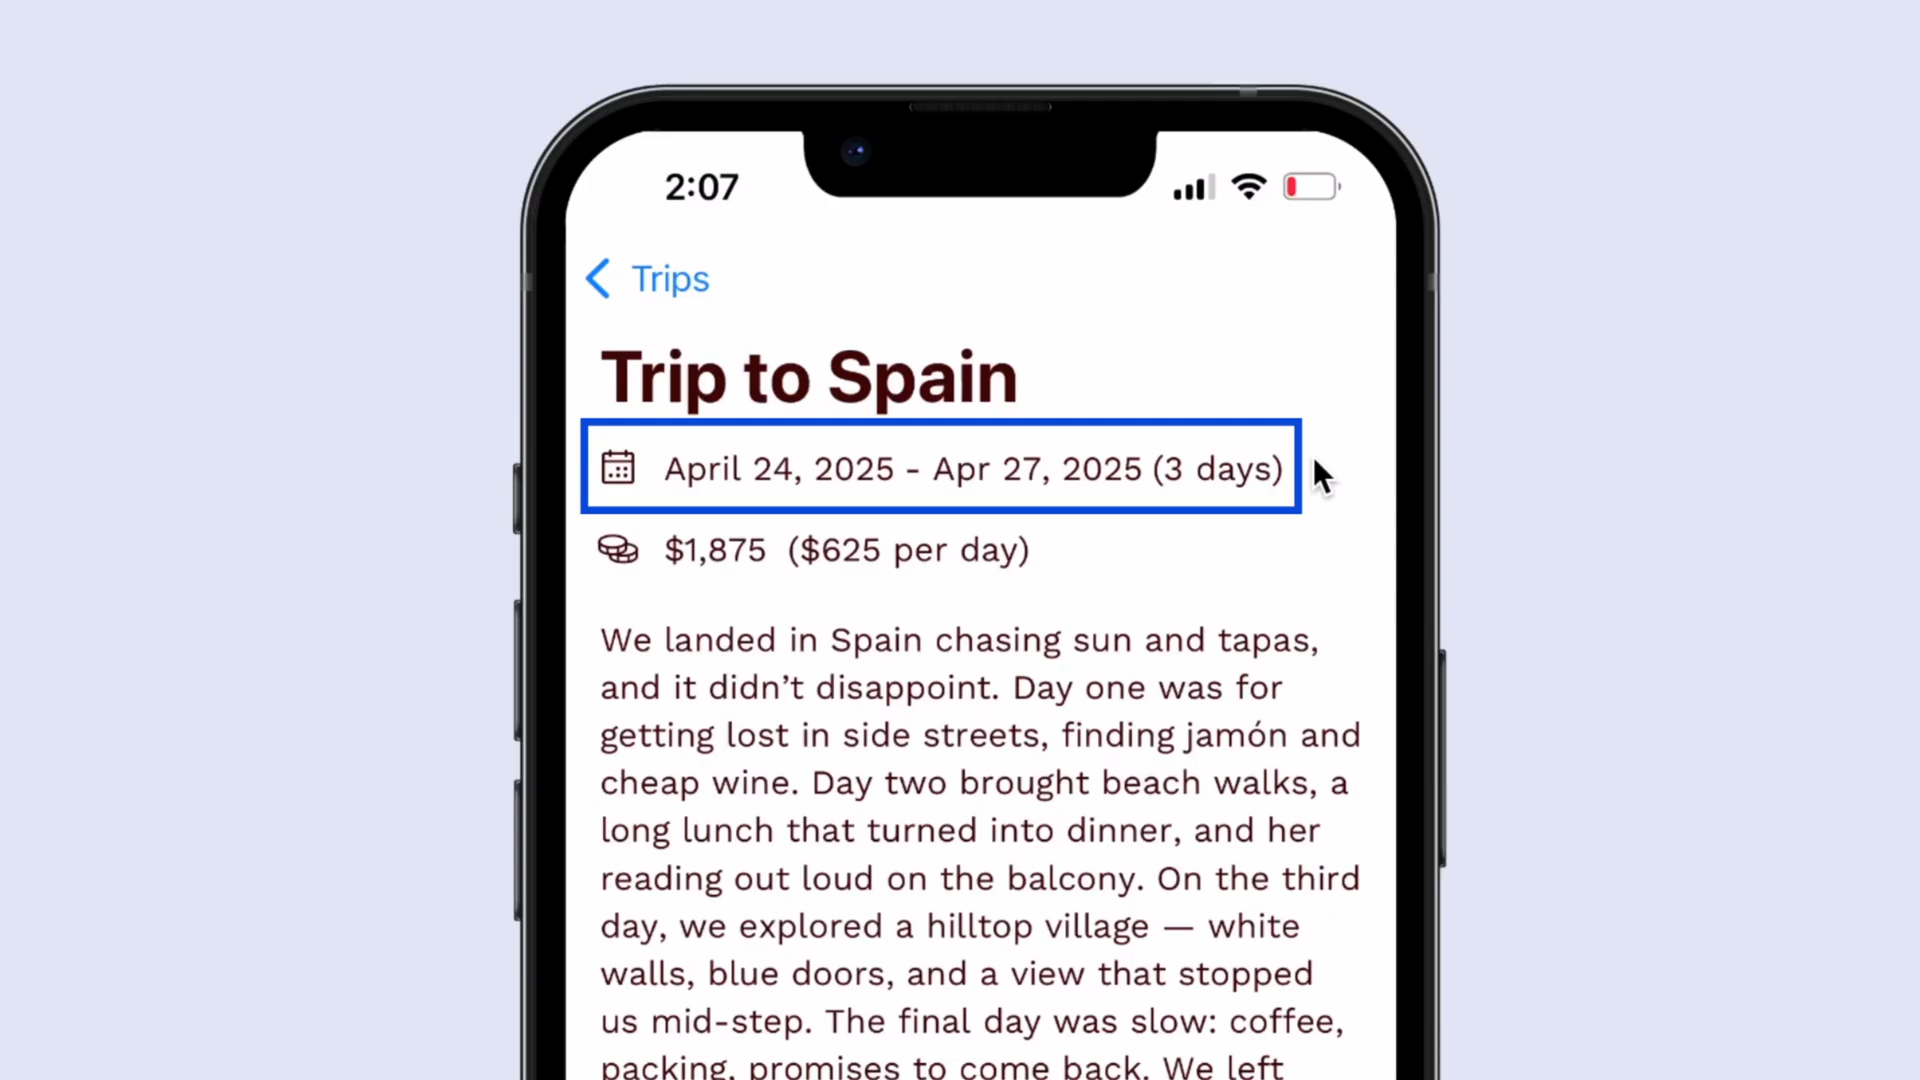 2:07
Trips
Trip to Spain
April 24, 2025 - Apr 27, 2025 (3 days)
$1,875 ($625 per day)
We landed in Spain chasing sun and tapas,
and it didn’t disappoint. Day one was for
getting lost in side streets, finding jamón and
cheap wine. Day two brought beach walks, a
long lunch that turned into dinner, and her
reading out loud on the balcony. On the third
day, we explored a hilltop village — white
walls, blue doors, and a view that stopped
us mid-step. The final day was slow: coffee,
packing, promises to come back. We left